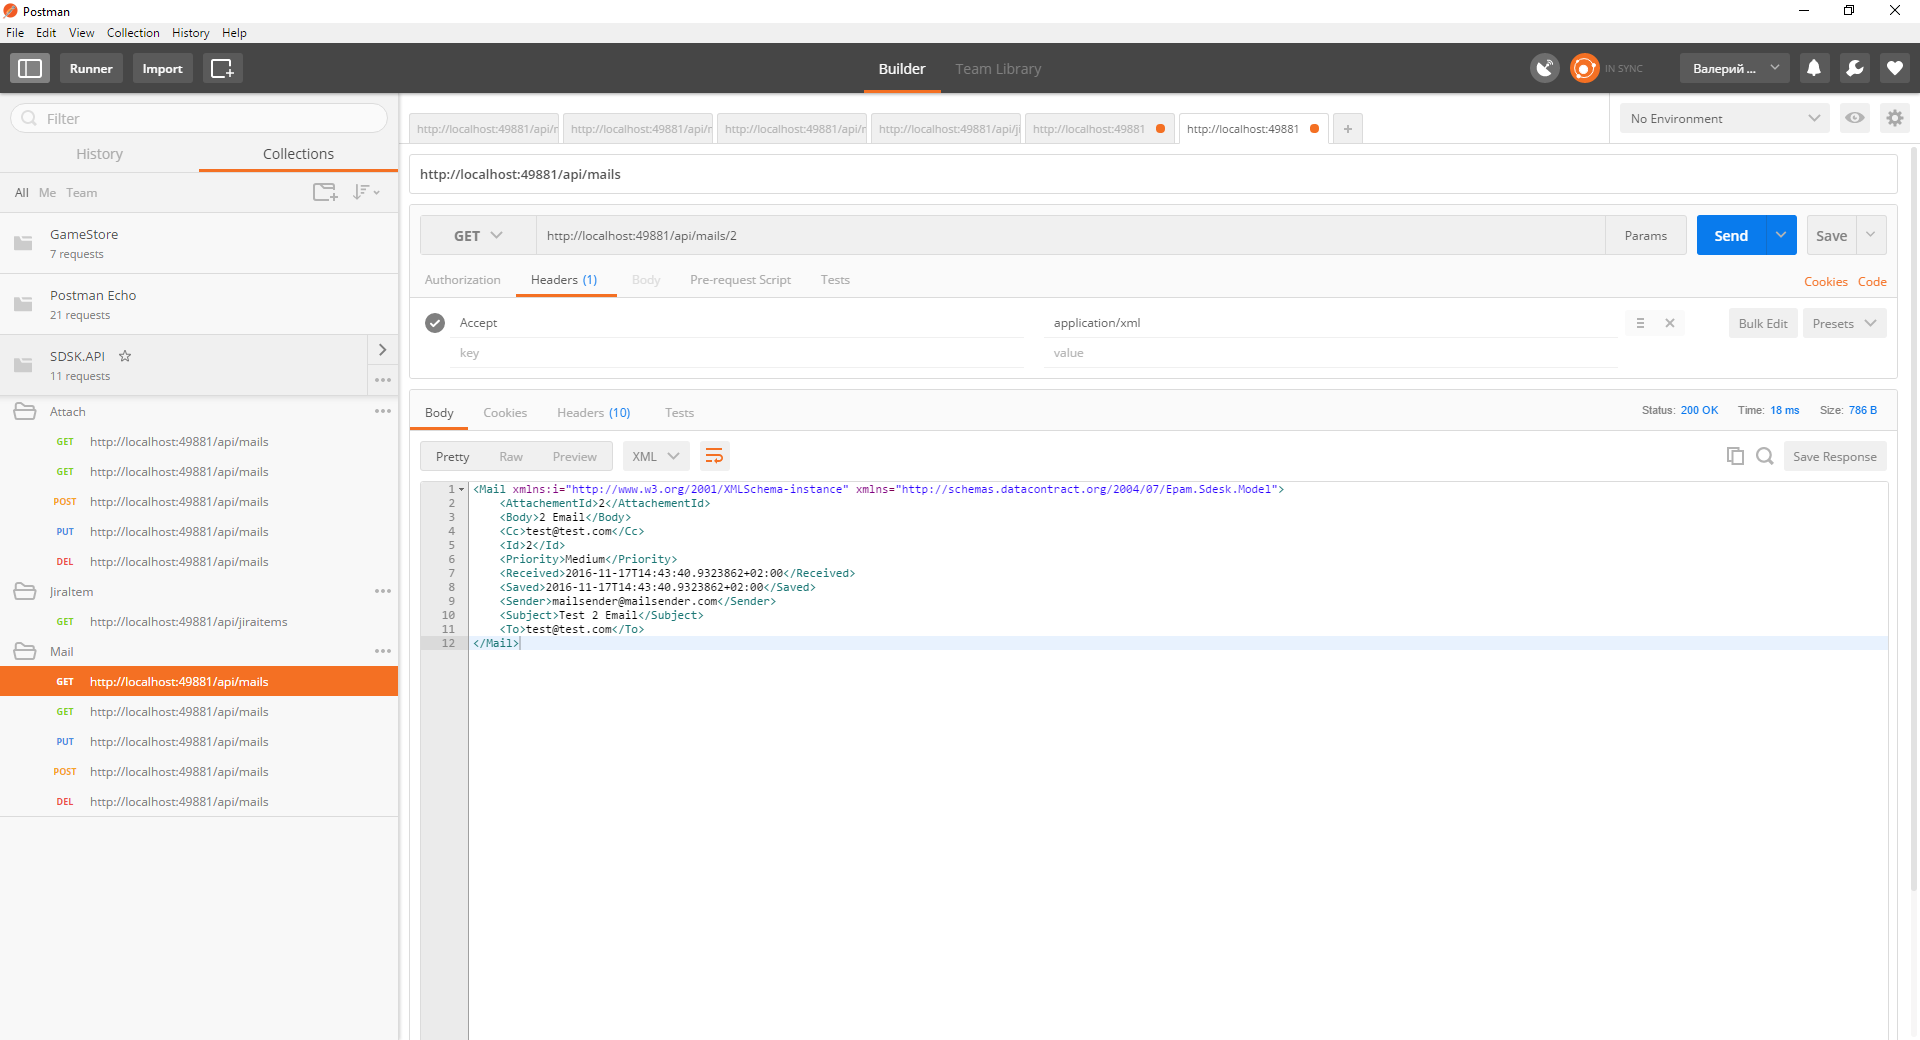 Postman
File Edit View Collection History Help
Runner Import Builder Team Library IN SYNC Валерий ...
Filter
History Collections
All Me Team
GameStore
7 requests
Postman Echo
21 requests
SDSK.API
11 requests
Attach
GET http://localhost:49881/api/mails
GET http://localhost:49881/api/mails
POST http://localhost:49881/api/mails
PUT http://localhost:49881/api/mails
DEL http://localhost:49881/api/mails
JiraItem
GET http://localhost:49881/api/jiraitems
Mail
GET http://localhost:49881/api/mails
GET http://localhost:49881/api/mails
PUT http://localhost:49881/api/mails
POST http://localhost:49881/api/mails
DEL http://localhost:49881/api/mails
http://localhost:49881/api/r http://localhost:49881/api/r http://localhost:49881/api/r http://localhost:49881/api/ji http://localhost:49881 http://localhost:49881 +
No Environment
http://localhost:49881/api/mails
GET http://localhost:49881/api/mails/2 Params Send Save
Authorization Headers (1) Body Pre-request Script Tests Cookies Code
Accept application/xml Bulk Edit Presets
key value
Body Cookies Headers (10) Tests Status: 200 OK Time: 18 ms Size: 786 B
Pretty Raw Preview XML Save Response
1 <Mail xmlns:i="http://www.w3.org/2001/XMLSchema-instance" xmlns="http://schemas.datacontract.org/2004/07/Epam.Sdesk.Model">
2 <AttachementId>2</AttachementId>
3 <Body>2 Email</Body>
4 <Cc>test@test.com</Cc>
5 <Id>2</Id>
6 <Priority>Medium</Priority>
7 <Received>2016-11-17T14:43:40.9323862+02:00</Received>
8 <Saved>2016-11-17T14:43:40.9323862+02:00</Saved>
9 <Sender>mailsender@mailsender.com</Sender>
10 <Subject>Test 2 Email</Subject>
11 <To>test@test.com</To>
12 </Mail>